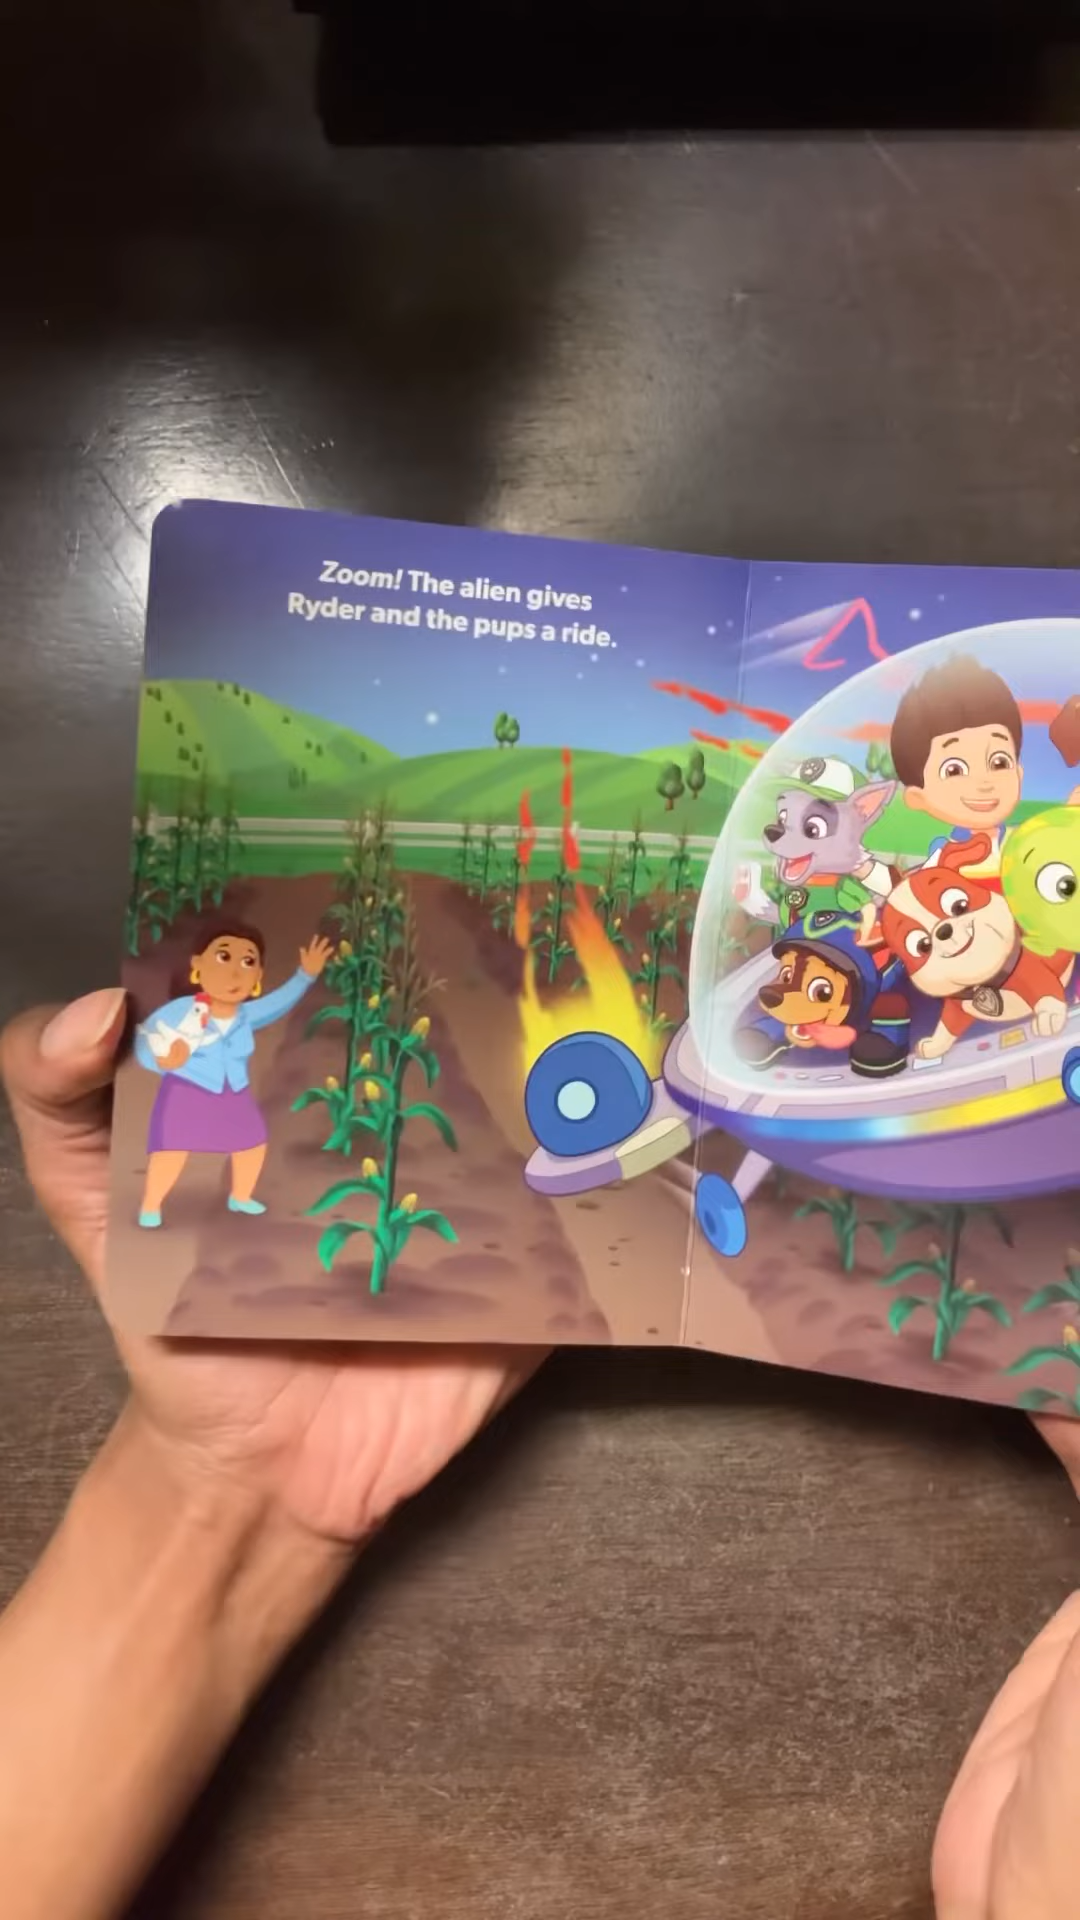 Zoom! The alien gives
Ryder and the pups a ride.